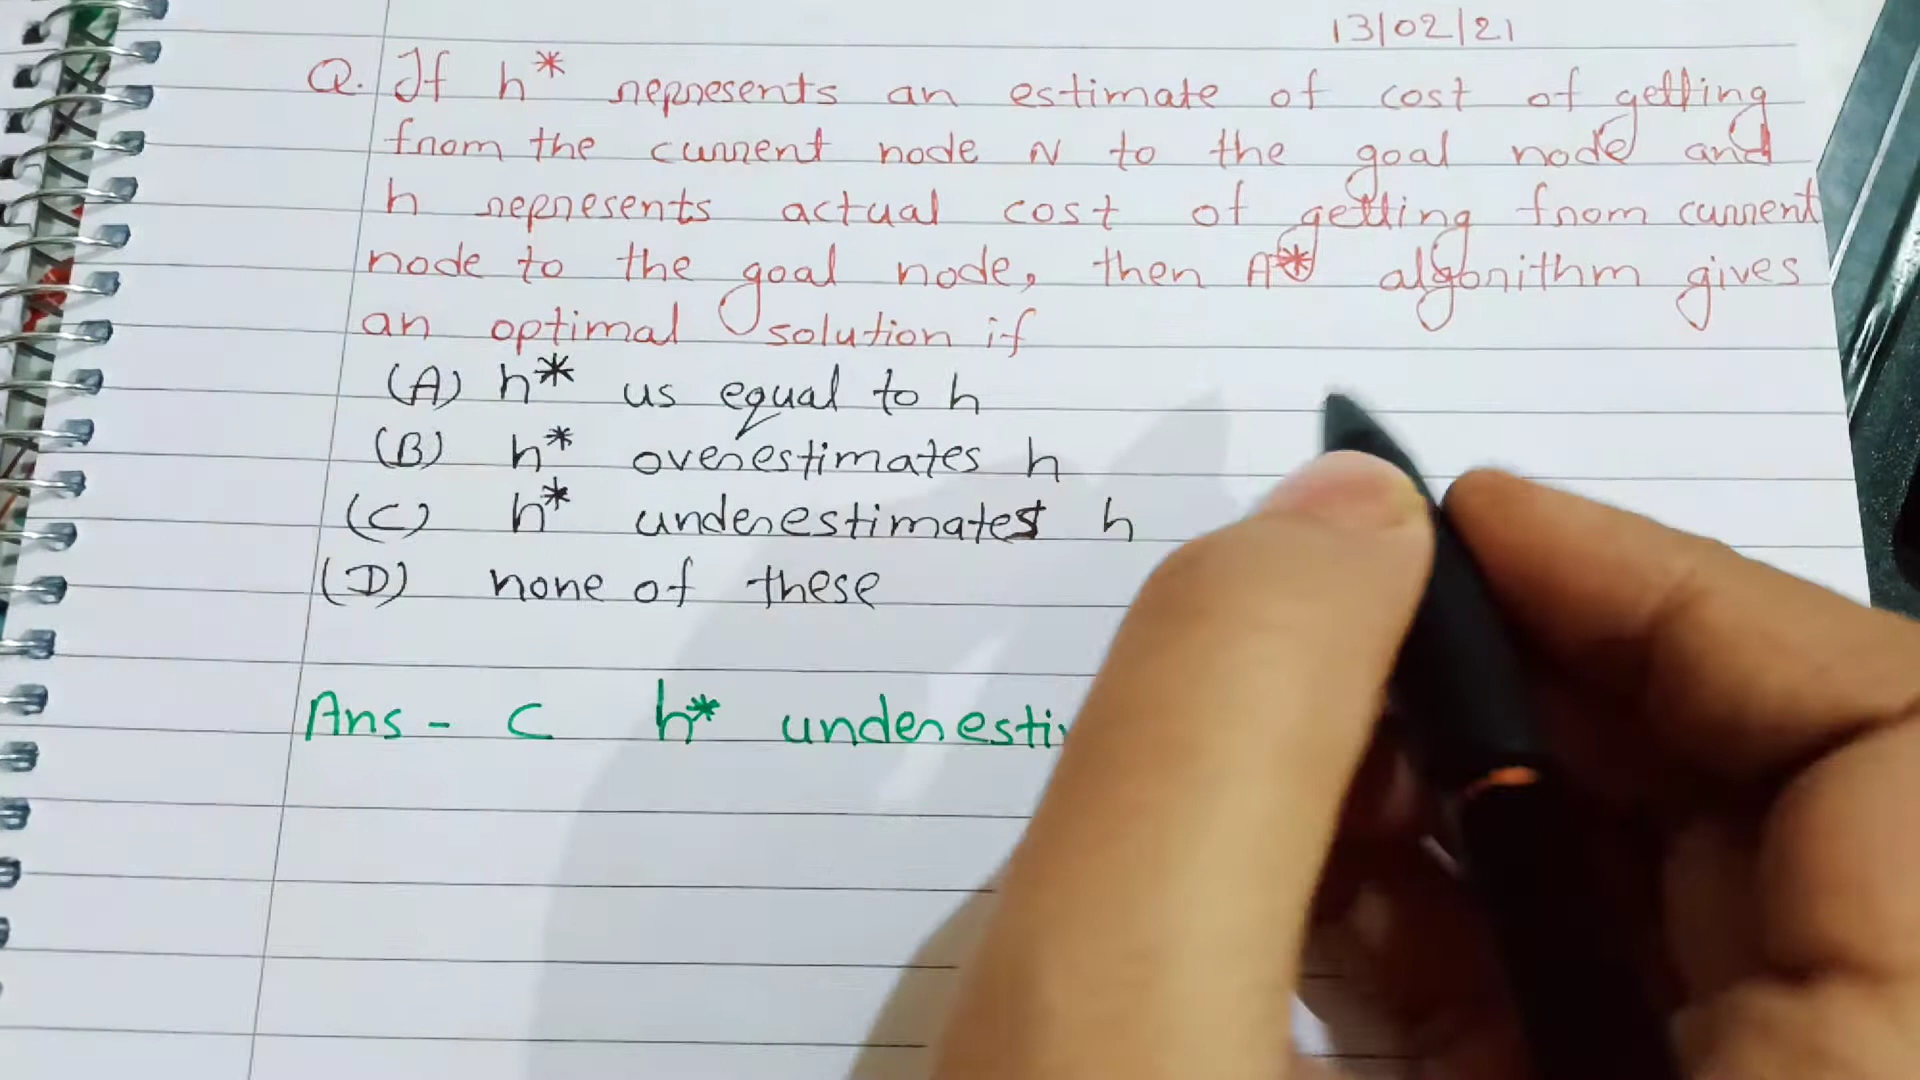 13/02/21
Q. If h* represents an estimate of cost of getting
from the current node N to the goal node and
h represents actual cost of getting from current
node to the goal node, then A* algorithm gives
an optimal solution if
(A) h* us equal to h
(B) h* overestimates h
(C) h* underestimates h
(D) none of these
Ans - C h* underesti